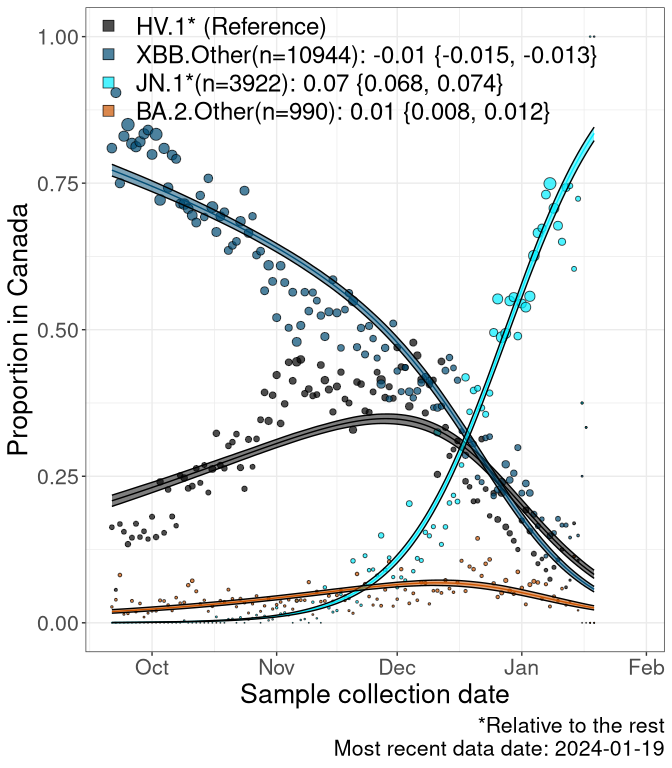 HV.1* (Reference)
XBB.Other(n=10944): -0.01 {-0.015, -0.013}
JN.1*(n=3922): 0.07 {0.068, 0.074}
BA.2.Other(n=990): 0.01 {0.008, 0.012}
1.00
0.75
0.50
0.25
0.00
Proportion in Canada
Oct Nov Dec Jan Feb
Sample collection date
*Relative to the rest
Most recent data date: 2024-01-19